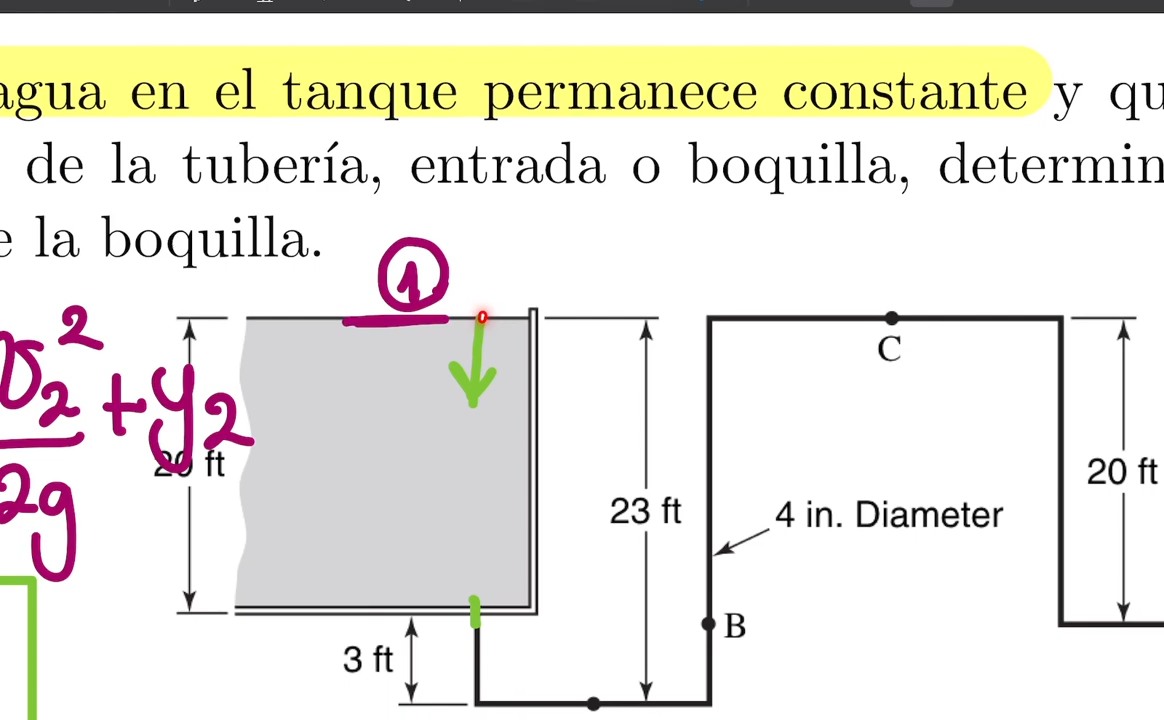 agua en el tanque permanece constante y qu
de la tubería, entrada o boquilla, determin
e la boquilla.
1
v₂² + y₂
2g
C
20 ft
20 ft
23 ft
4 in. Diameter
B
3 ft